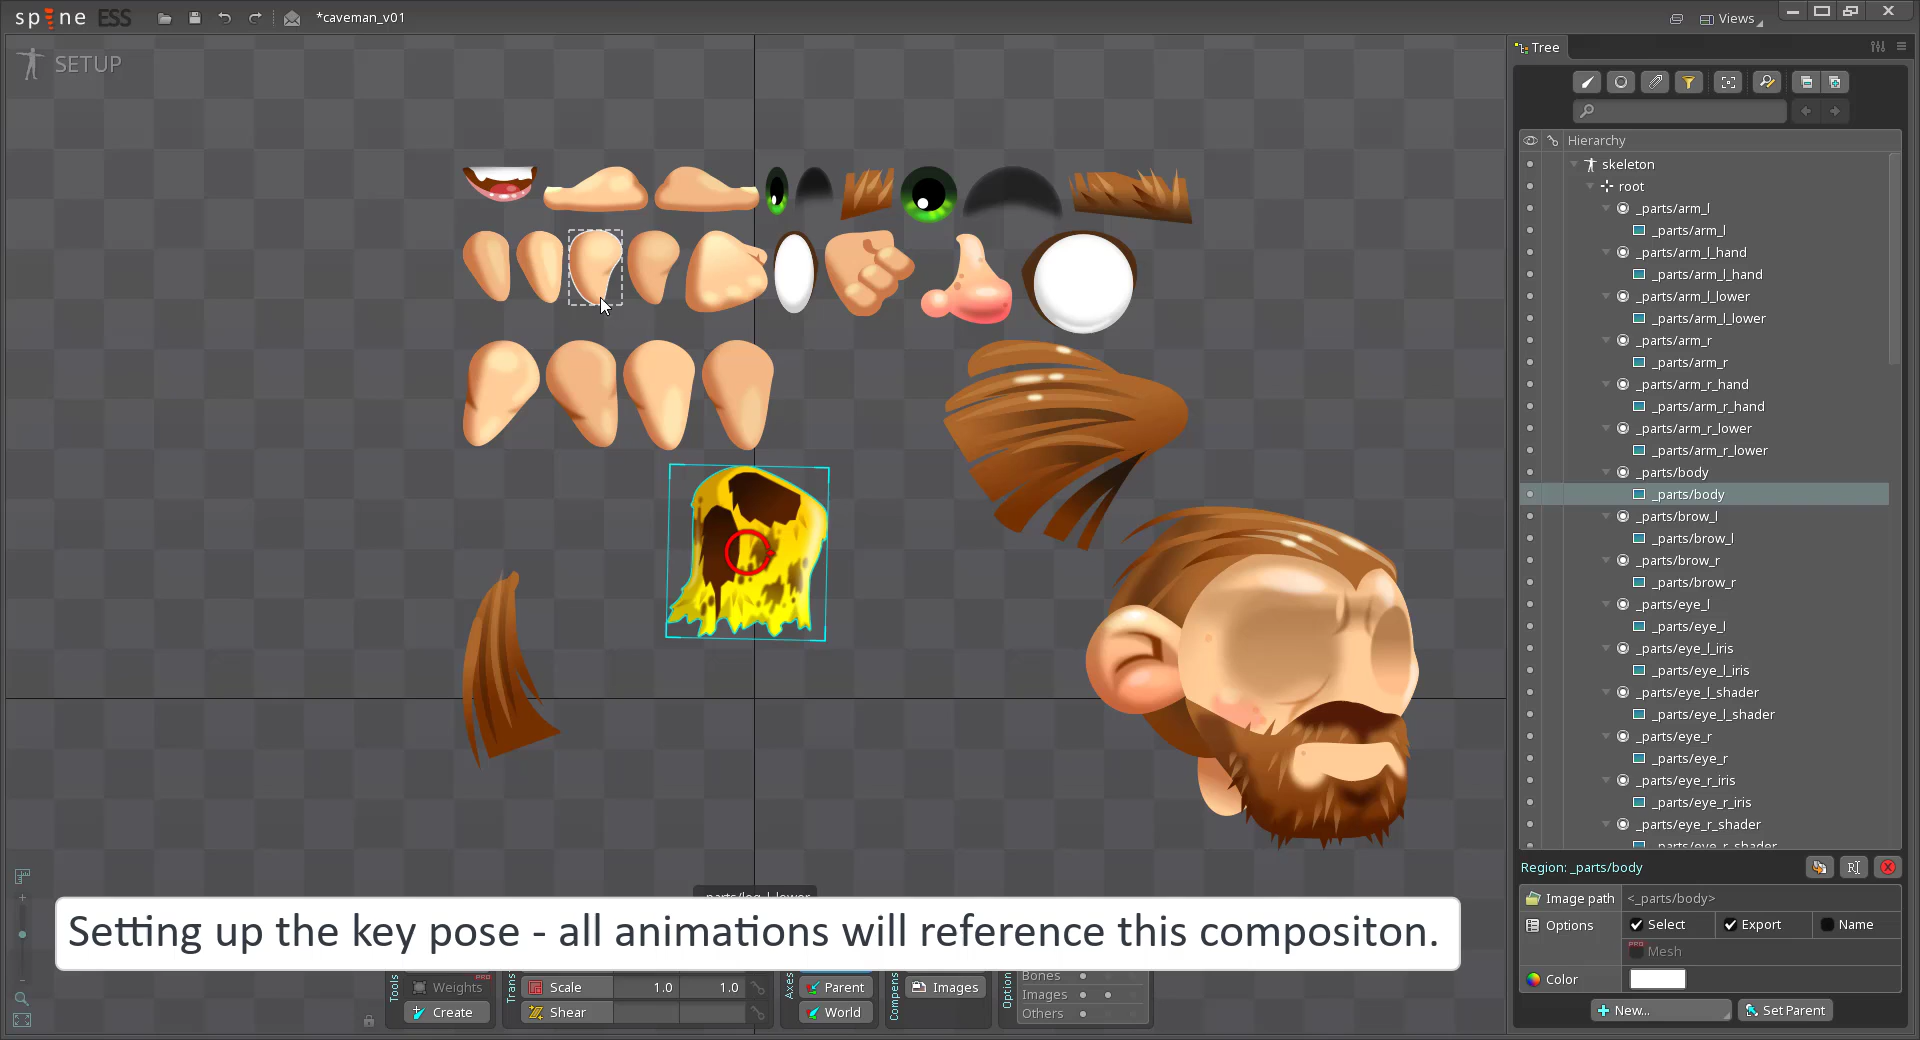 spine ESS
*caveman_v01
Views
SETUP
Tree
Hierarchy
skeleton
root
_parts/arm_l
_parts/arm_l
_parts/arm_l_hand
_parts/arm_l_hand
_parts/arm_l_lower
_parts/arm_l_lower
_parts/arm_r
_parts/arm_r
_parts/arm_r_hand
_parts/arm_r_hand
_parts/arm_r_lower
_parts/arm_r_lower
_parts/body
_parts/body
_parts/brow_l
_parts/brow_l
_parts/brow_r
_parts/brow_r
_parts/eye_l
_parts/eye_l
_parts/eye_l_iris
_parts/eye_l_iris
_parts/eye_l_shader
_parts/eye_l_shader
_parts/eye_r
_parts/eye_r
_parts/eye_r_iris
_parts/eye_r_iris
_parts/eye_r_shader
_parts/eye_r_shader
Region: _parts/body
Image path <_parts/body>
Options Select Export Name
PRO Mesh
Color
New... Set Parent
_parts/leg_l_lower
Setting up the key pose - all animations will reference this compositon.
Tools
Weights PRO
Create
Trans
Scale 1.0 1.0
Shear
Axes
Parent
World
Compens
Images
Option
Bones
Images
Others